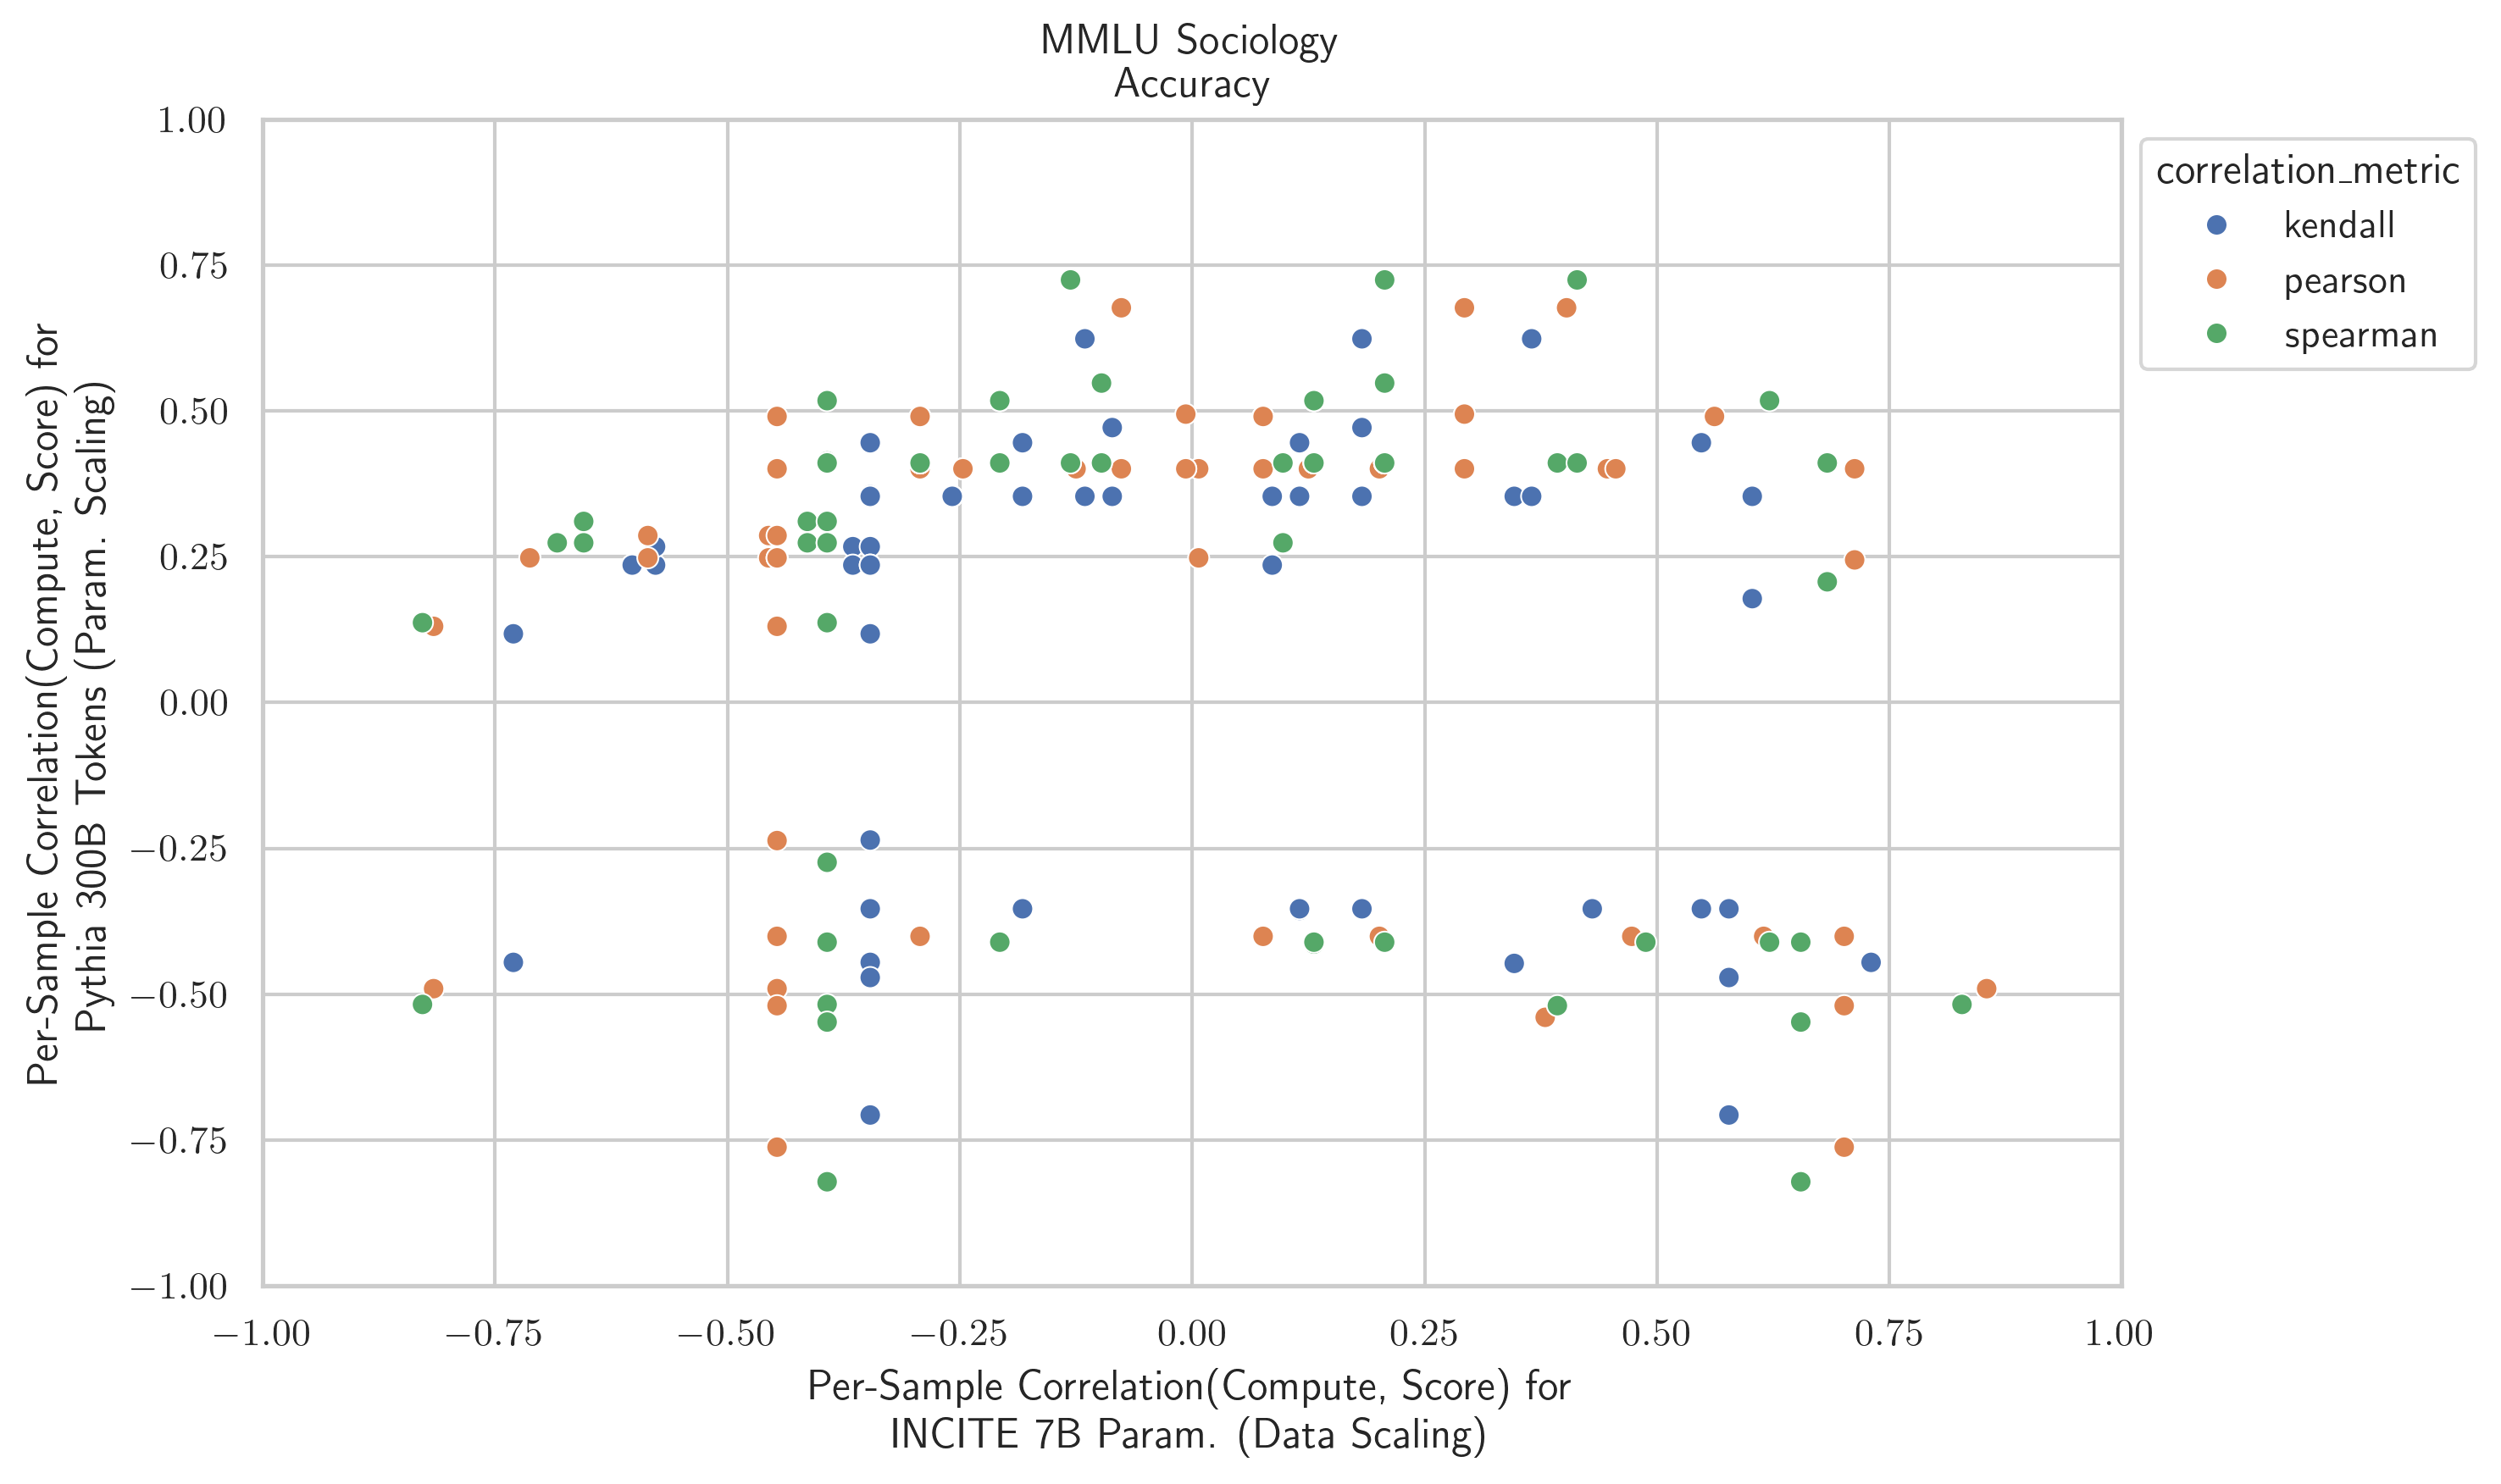 MMLU Sociology
Accuracy
Per-Sample Correlation(Compute, Score) for
Pythia 300B Tokens (Param. Scaling)
1.00
0.75
0.50
0.25
0.00
−0.25
−0.50
−0.75
−1.00
−1.00 −0.75 −0.50 −0.25 0.00 0.25 0.50 0.75 1.00
Per-Sample Correlation(Compute, Score) for
INCITE 7B Param. (Data Scaling)
correlation_metric
kendall
pearson
spearman